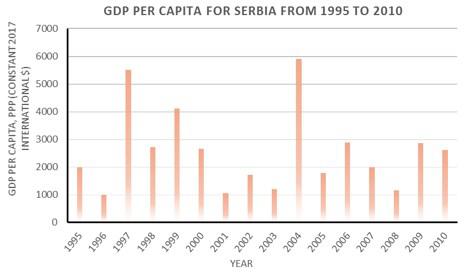 GDP PER CAPITA FOR SERBIA FROM 1995 TO 2010
GDP PER CAPITA, PPP (CONSTANT 2017
INTERNATIONAL $)
7000
6000
5000
4000
3000
2000
1000
0
1995 1996 1997 1998 1999 2000 2001 2002 2003 2004 2005 2006 2007 2008 2009 2010
YEAR